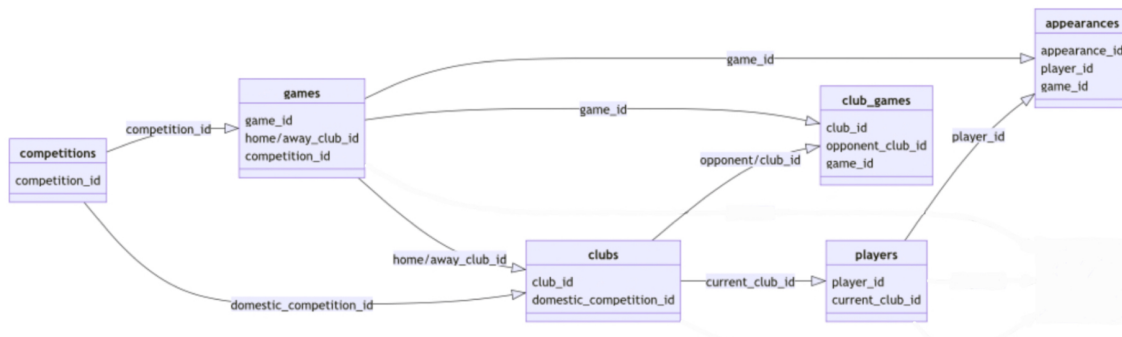 appearances
appearance_id
player_id
game_id
game_id
games
game_id
home/away_club_id
competition_id
game_id
club_games
club_id
opponent_club_id
game_id
competition_id
player_id
competitions
competition_id
opponent/club_id
home/away_club_id
clubs
club_id
domestic_competition_id
current_club_id
players
player_id
current_club_id
domestic_competition_id